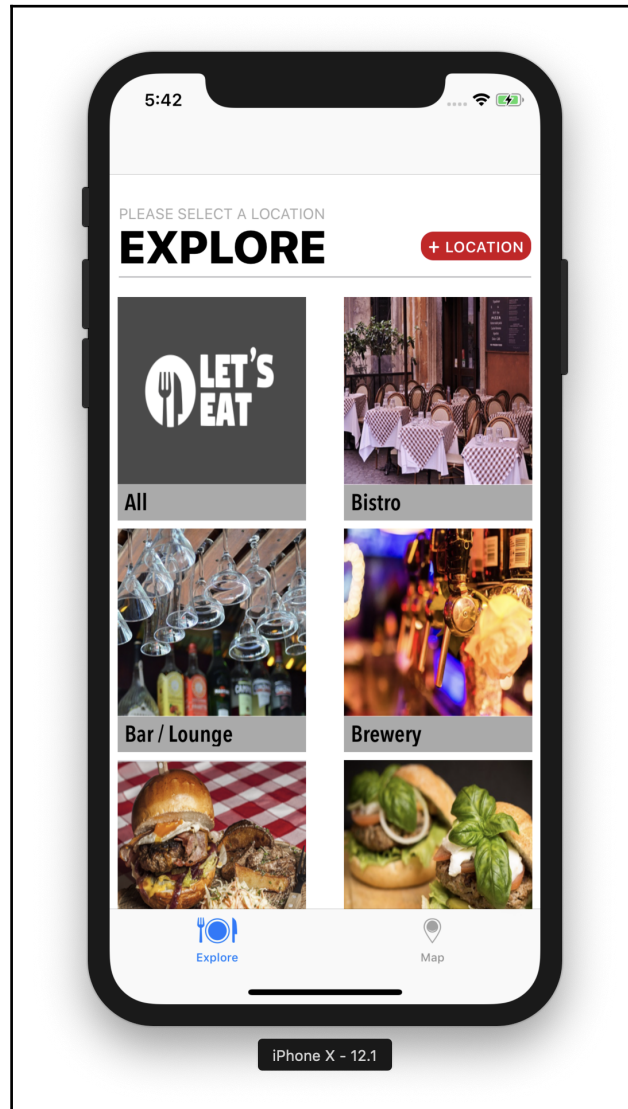 5:42
PLEASE SELECT A LOCATION
EXPLORE
+ LOCATION
LET'S
EAT
All
Bistro
Bar / Lounge
Brewery
Explore
Map
iPhone X - 12.1